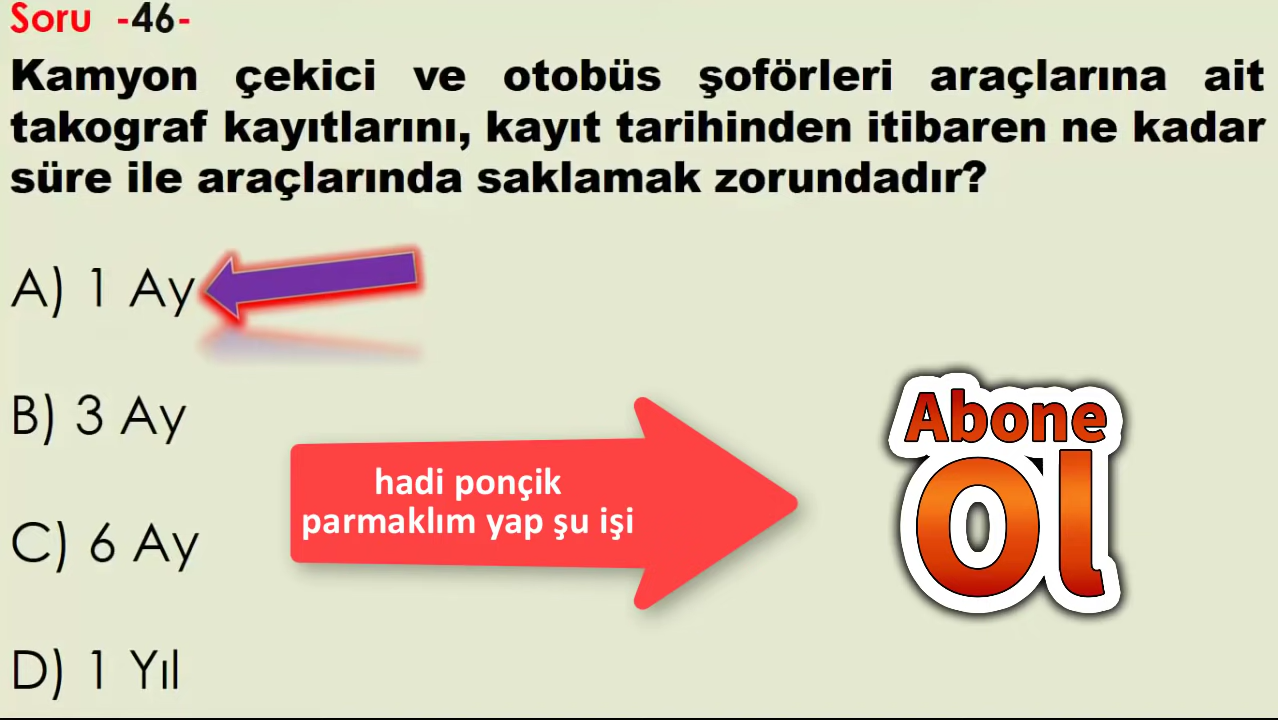 Soru -46-
Kamyon çekici ve otobüs şoförleri araçlarına ait
takograf kayıtlarını, kayıt tarihinden itibaren ne kadar
süre ile araçlarında saklamak zorundadır?
A) 1 Ay
B) 3 Ay
C) 6 Ay
D) 1 Yıl
hadi ponçik
parmaklım yap şu işi
Abone
Ol